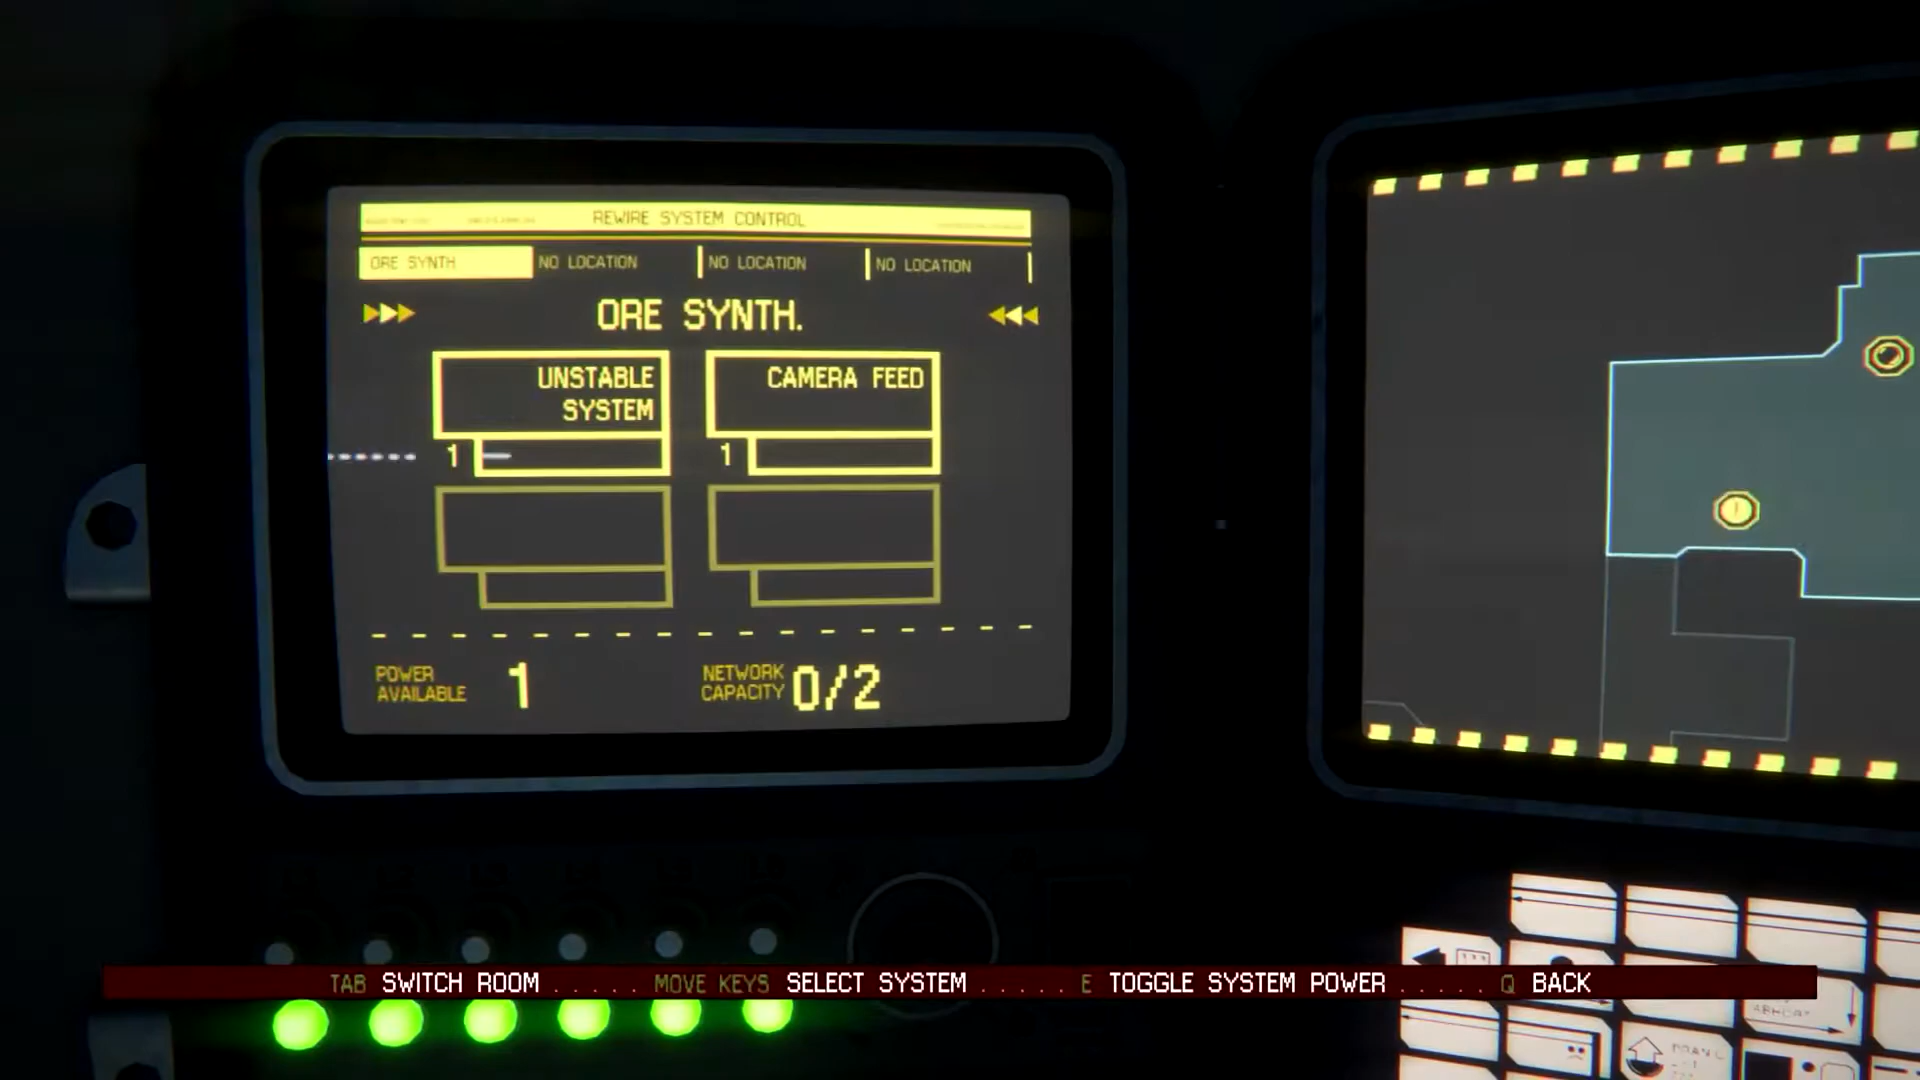 REWIRE SYSTEM CONTROL
ORE SYNTH NO LOCATION NO LOCATION NO LOCATION
ORE SYNTH.
UNSTABLE SYSTEM
CAMERA FEED
1
1
POWER AVAILABLE 1
NETWORK CAPACITY 0/2
TAB SWITCH ROOM ..... MOVE KEYS SELECT SYSTEM ..... E TOGGLE SYSTEM POWER ..... Q BACK